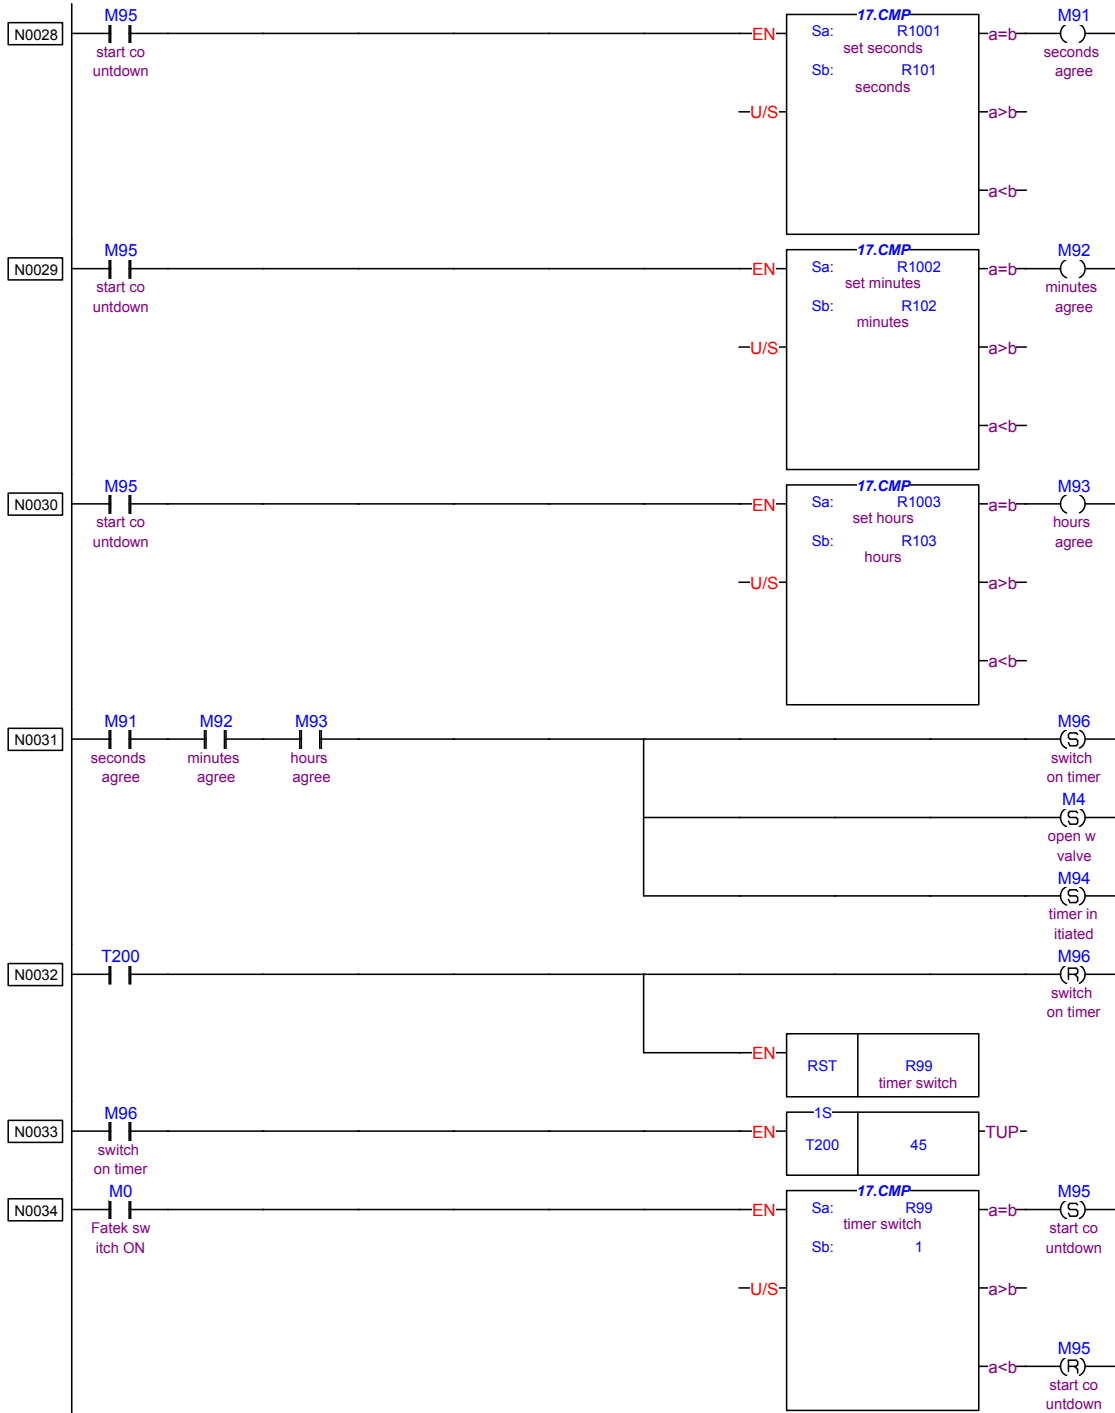 N0028
M95
start co
untdown
EN
17.CMP
Sa: R1001
set seconds
Sb: R101
seconds
U/S
a=b
a>b
a<b
M91
seconds
agree
N0029
M95
start co
untdown
EN
17.CMP
Sa: R1002
set minutes
Sb: R102
minutes
U/S
a=b
a>b
a<b
M92
minutes
agree
N0030
M95
start co
untdown
EN
17.CMP
Sa: R1003
set hours
Sb: R103
hours
U/S
a=b
a>b
a<b
M93
hours
agree
N0031
M91
seconds
agree
M92
minutes
agree
M93
hours
agree
M96
(S)
switch
on timer
M4
(S)
open w
valve
M94
(S)
timer in
itiated
N0032
T200
M96
(R)
switch
on timer
EN
RST
R99
timer switch
N0033
M96
switch
on timer
EN
1S
T200
45
TUP
N0034
M0
Fatek sw
itch ON
EN
17.CMP
Sa: R99
timer switch
Sb: 1
U/S
a=b
a>b
a<b
M95
(S)
start co
untdown
M95
(R)
start co
untdown